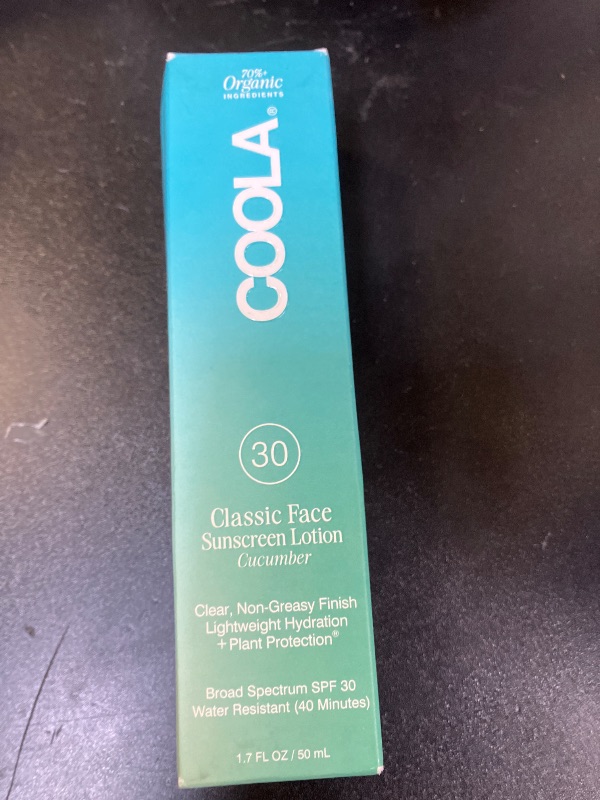 70%+
Organic
INGREDIENTS
COOLA®
30
Classic Face
Sunscreen Lotion
Cucumber
Clear, Non-Greasy Finish
Lightweight Hydration
+ Plant Protection®
Broad Spectrum SPF 30
Water Resistant (40 Minutes)
1.7 FL OZ / 50 mL